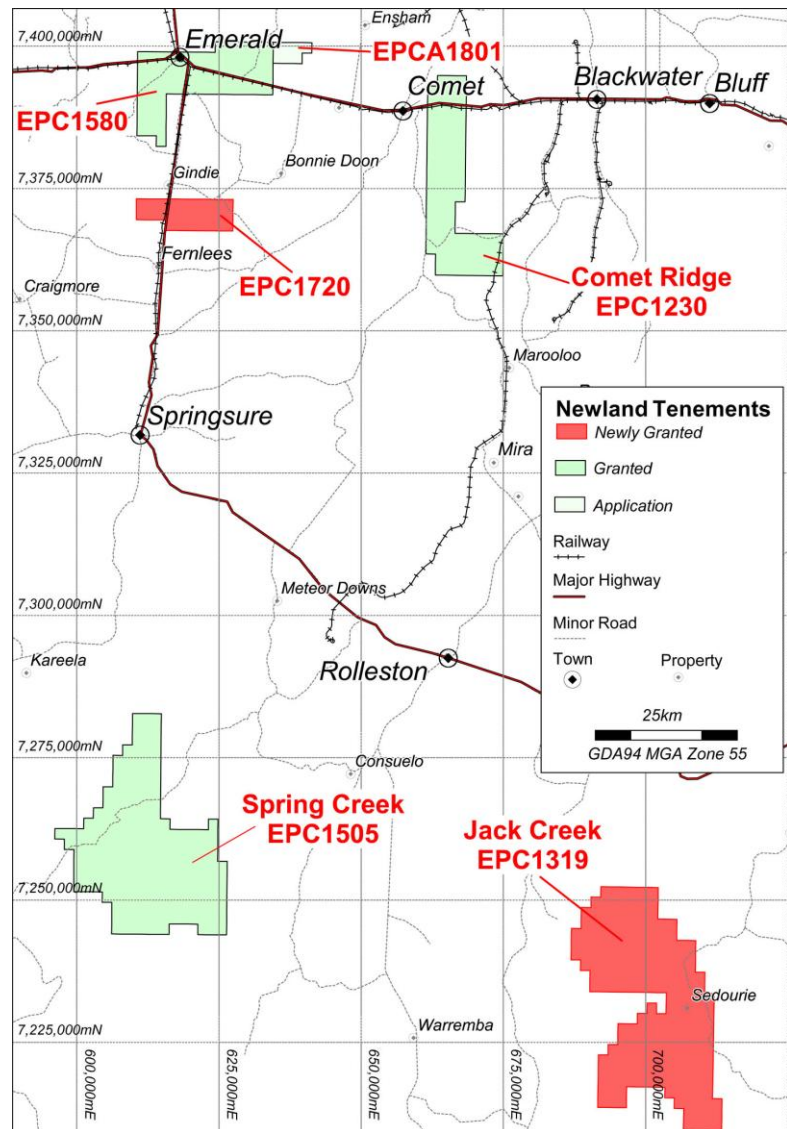 Ensham
7,400,000mN
Emerald
EPCA1801
Comet
Blackwater
Bluff
EPC1580
Bonnie Doon
Gindie
7,375,000mN
Fernlees
EPC1720
Comet Ridge
EPC1230
Craigmore
7,350,000mN
Marooloo
Springsure
Mira
7,325,000mN
Newland Tenements
Newly Granted
Granted
Application
Railway
Major Highway
Minor Road
Town
Property
25km
GDA94 MGA Zone 55
Meteor Downs
7,300,000mN
Kareela
Rolleston
7,275,000mN
Consuelo
Spring Creek
EPC1505
Jack Creek
EPC1319
7,250,000mN
Sedourie
Warremba
7,225,000mN
600,000mE
625,000mE
650,000mE
675,000mE
700,000mE